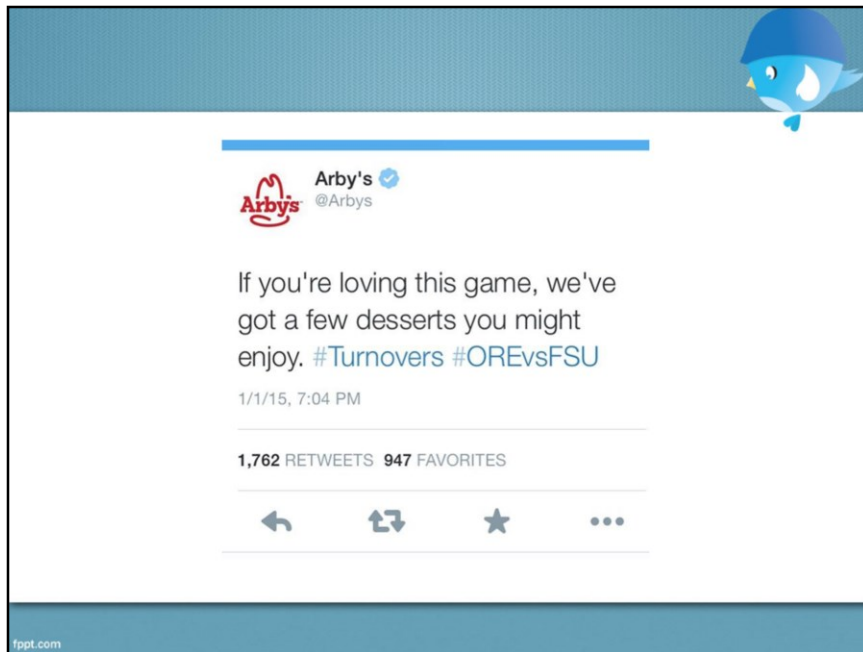 Arby's
Arby's
@Arbys
If you're loving this game, we've
got a few desserts you might
enjoy. #Turnovers #OREvsFSU
1/1/15, 7:04 PM
1,762 RETWEETS 947 FAVORITES
fppt.com